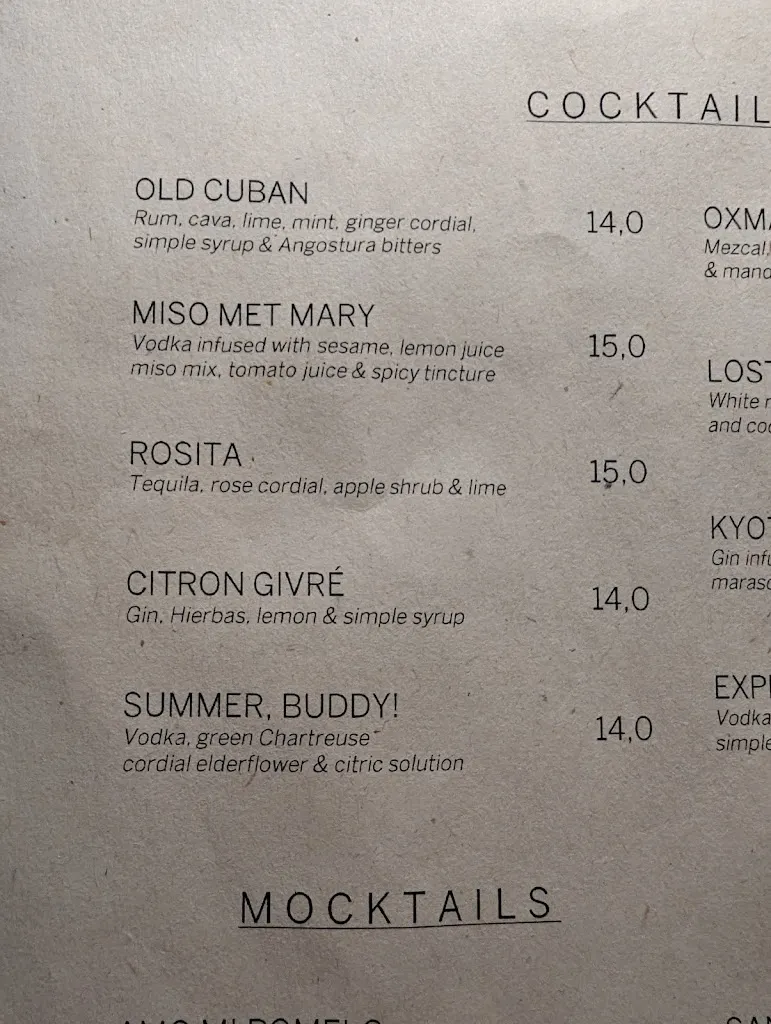 COCKTAIL
OLD CUBAN
Rum, cava, lime, mint, ginger cordial,
simple syrup & Angostura bitters
14,0
MISO MET MARY
Vodka infused with sesame, lemon juice
miso mix, tomato juice & spicy tincture
15,0
ROSITA
Tequila, rose cordial, apple shrub & lime
15,0
CITRON GIVRÉ
Gin, Hierbas, lemon & simple syrup
14,0
SUMMER, BUDDY!
Vodka, green Chartreuse
cordial elderflower & citric solution
14,0
Mezcal,
&
LOST
White
and
Gin
Vodka
simple
MOCKTAILS